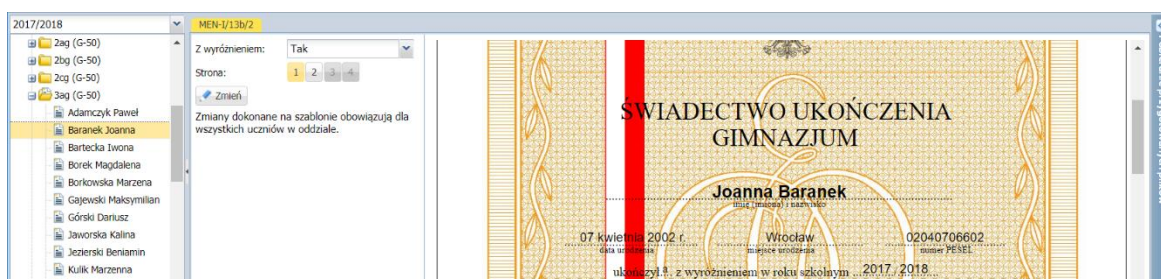 2017/2018
2ag (G-50)
2bg (G-50)
2cg (G-50)
3ag (G-50)
Adamczyk Paweł
Baranek Joanna
Bartecka Iwona
Borek Magdalena
Borkowska Marzena
Gajewski Maksymilian
Górski Dariusz
Jaworska Kalina
Jezierski Beniamin
Kulik Marzenna
MEN-I/13b/2
Z wyróżnieniem: Tak
Strona: 1 2 3 4
Zmień
Zmiany dokonane na szablonie obowiązują dla
wszystkich uczniów w oddziale.
ŚWIADECTWO UKOŃCZENIA
GIMNAZJUM
Joanna Baranek
imię (imiona) i nazwisko
07 kwietnia 2002 r. Wrocław 02040706602
data urodzenia miejsce urodzenia numer PESEL
ukończył a z wyróżnieniem w roku szkolnym 2017 2018